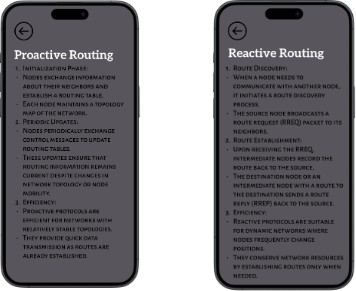 Proactive Routing
1. Initialization Phase:
- Nodes exchange information
about their neighbors and
establish a routing table.
- Each node maintains a topology
map of the network.
2. Periodic Updates:
- Nodes periodically exchange
control messages to update
routing tables.
- These updates ensure that
routing information remains
current despite changes in
network topology or node
mobility.
3. Efficiency:
- Proactive protocols are
efficient for networks with
relatively stable topologies.
- They provide quick data
transmission as routes are
already established.
Reactive Routing
1. Route Discovery:
- When a node needs to
communicate with another node,
it initiates a route discovery
process.
- The source node broadcasts a
route request (RREQ) packet to its
neighbors.
2. Route Establishment:
- Upon receiving the RREQ,
intermediate nodes record the
route back to the source.
- The destination node or an
intermediate node with a route to
the destination sends a route
reply (RREP) back to the source.
3. Efficiency:
- Reactive protocols are suitable
for dynamic networks where
nodes frequently change
positions.
- They conserve network resources
by establishing routes only when
needed.